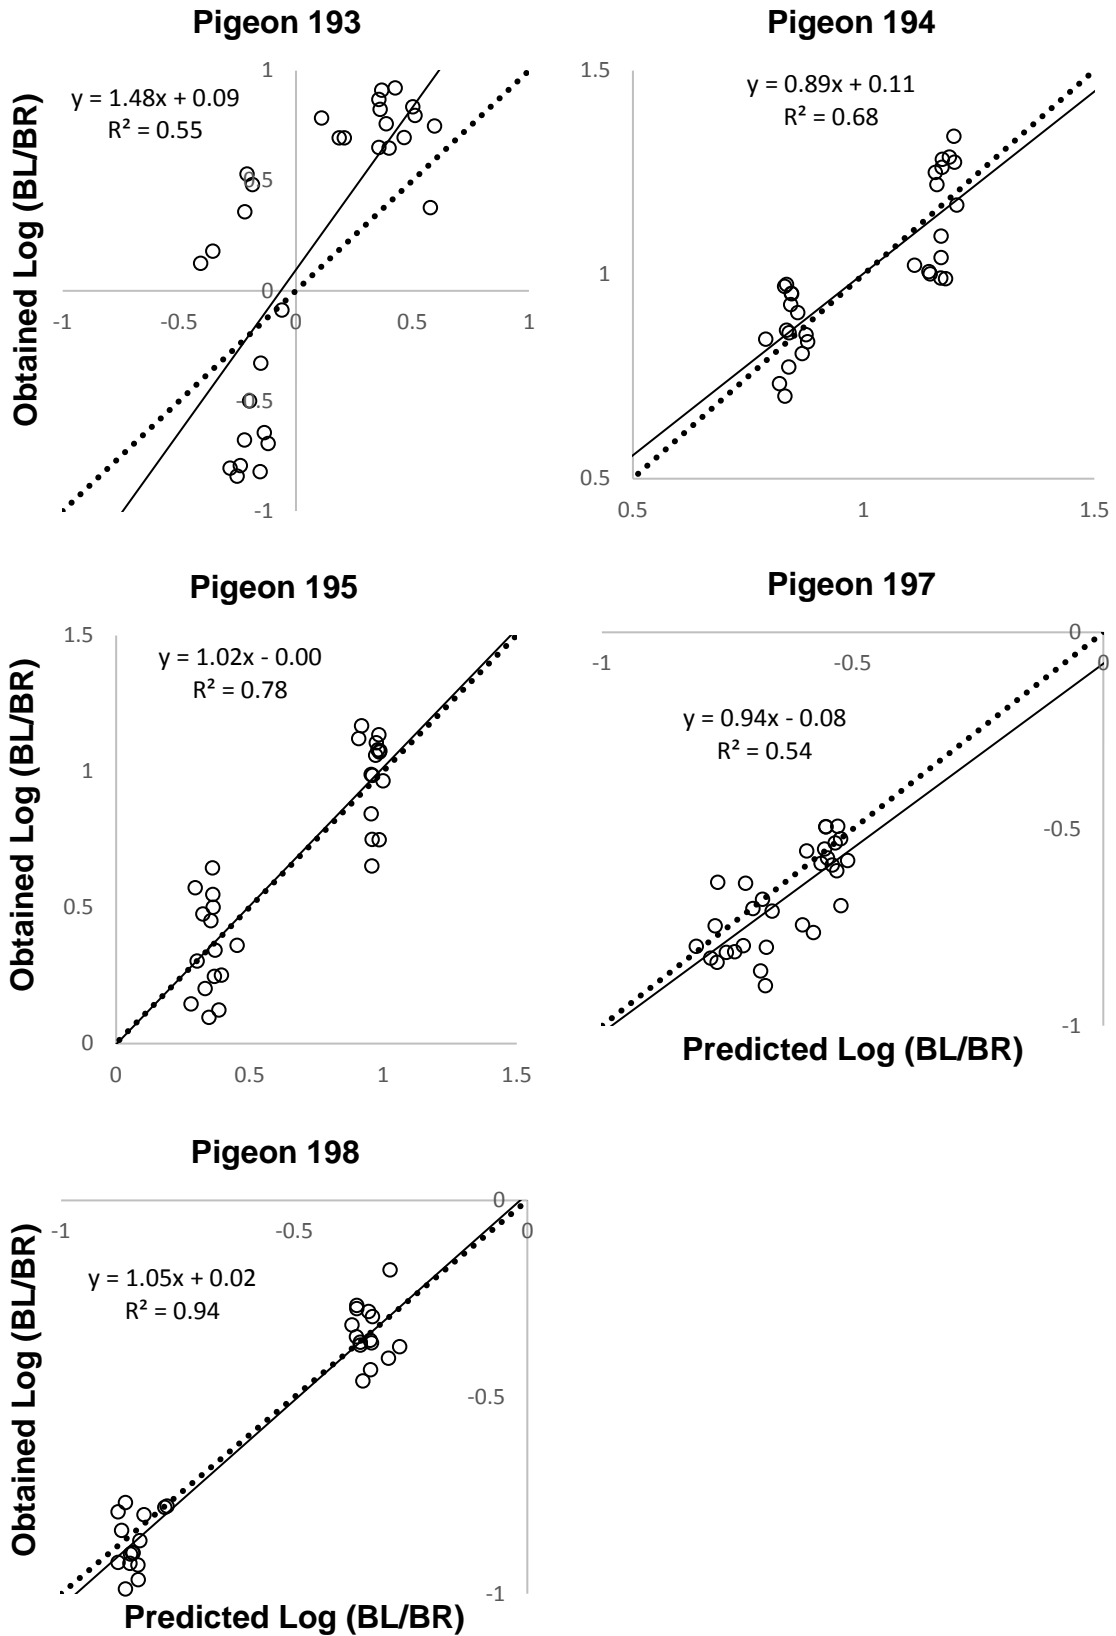 Pigeon 193
Obtained Log (BL/BR)
y = 1.48x + 0.09
R² = 0.55
1
0.5
0
-0.5
-1
-1
-0.5
0
0.5
1
Pigeon 194
y = 0.89x + 0.11
R² = 0.68
1.5
1
0.5
0.5
1
1.5
Pigeon 195
Obtained Log (BL/BR)
y = 1.02x - 0.00
R² = 0.78
1.5
1
0.5
0
0
0.5
1
1.5
Pigeon 197
0
-1
-0.5
0
y = 0.94x - 0.08
R² = 0.54
-0.5
-1
Predicted Log (BL/BR)
Pigeon 198
Obtained Log (BL/BR)
0
-1
-0.5
0
y = 1.05x + 0.02
R² = 0.94
-0.5
-1
Predicted Log (BL/BR)